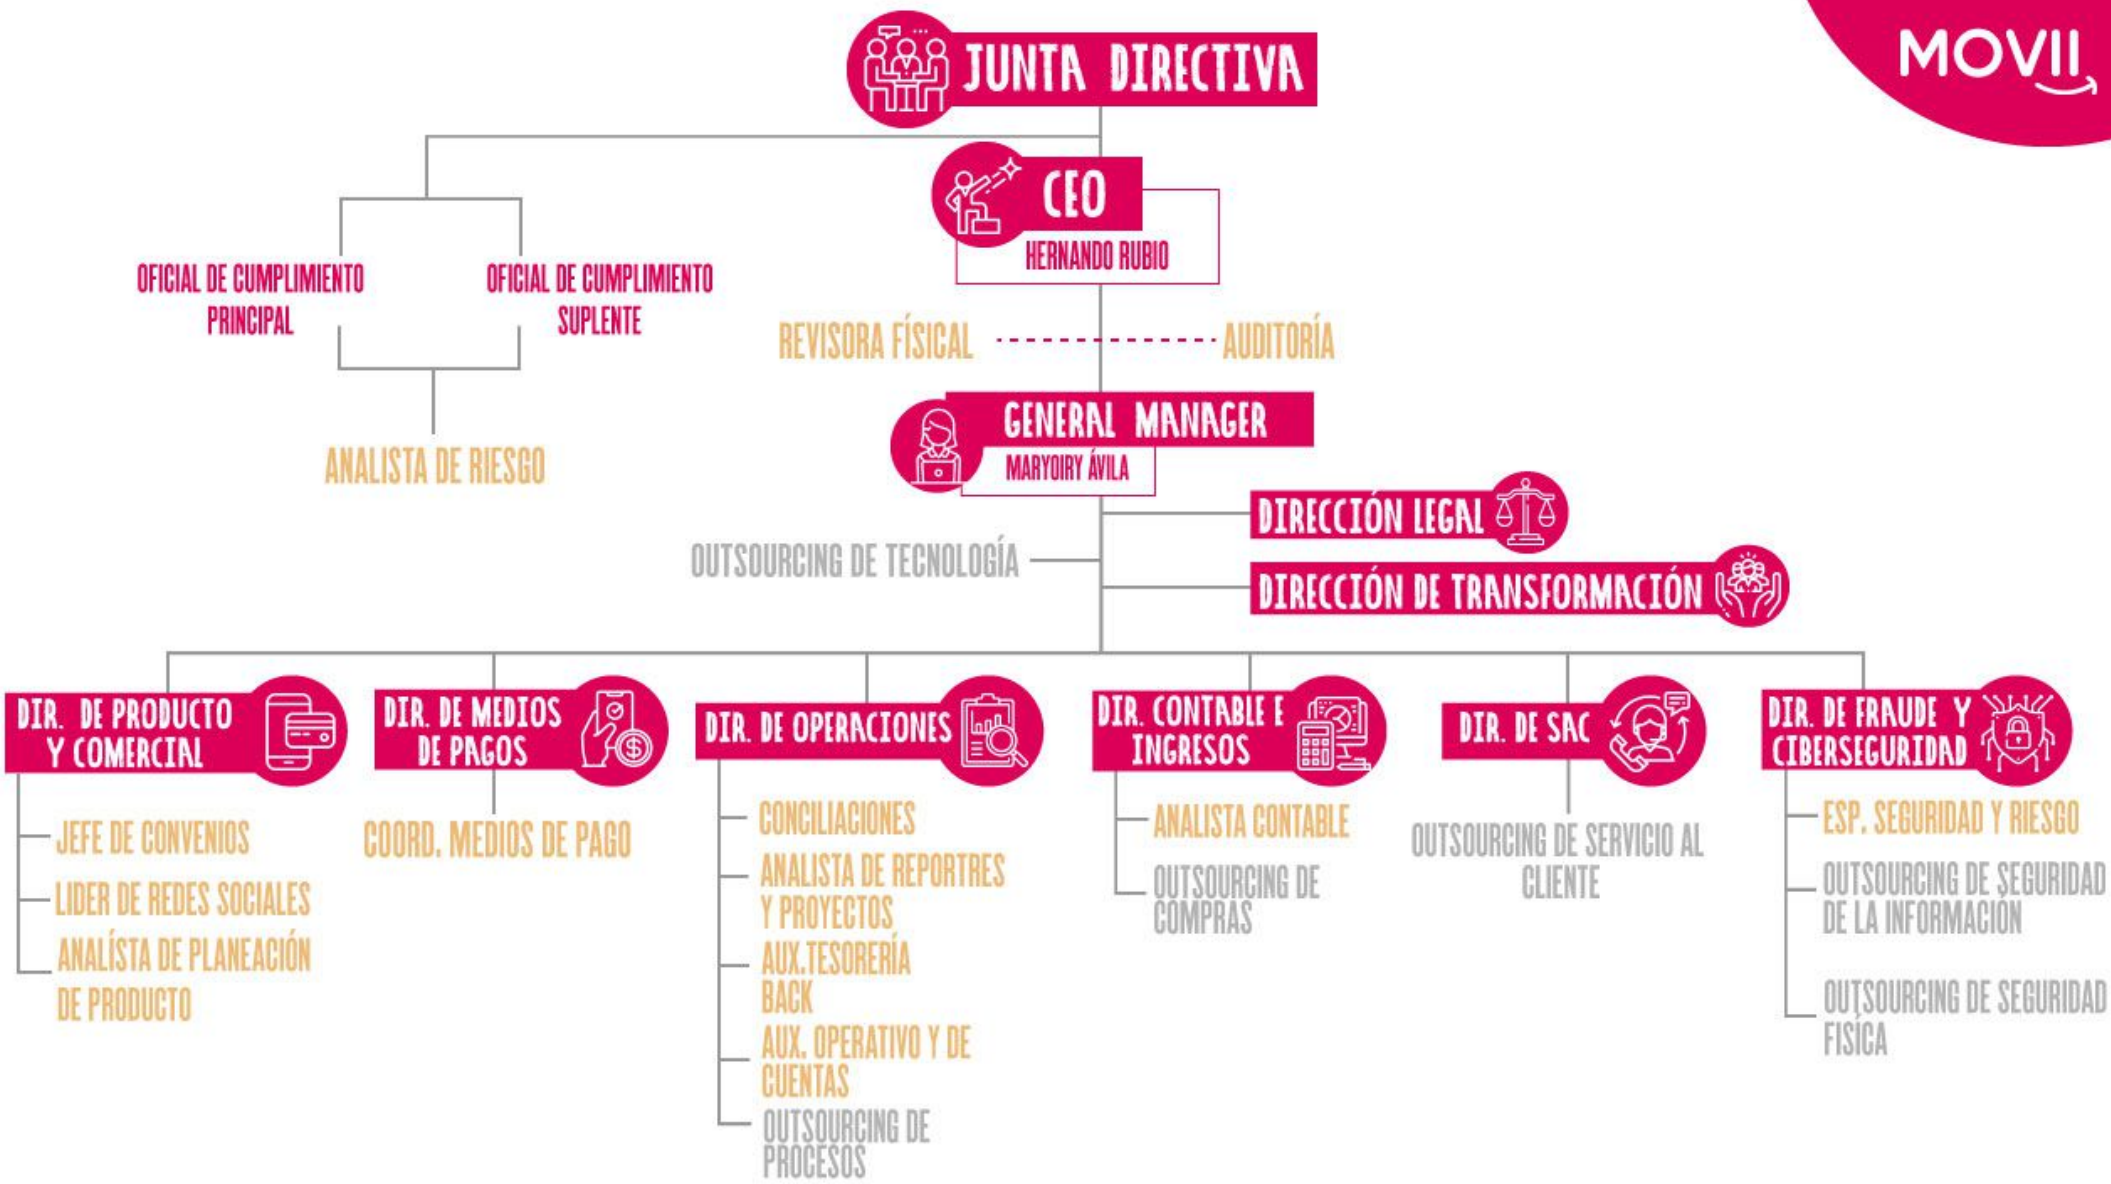 JUNTA DIRECTIVA
MOVII
CEO
HERNANDO RUBIO
OFICIAL DE CUMPLIMIENTO
PRINCIPAL
OFICIAL DE CUMPLIMIENTO
SUPLENTE
REVISORA FÍSICAL
AUDITORÍA
GENERAL MANAGER
MARYOIRY ÁVILA
ANALISTA DE RIESGO
DIRECCIÓN LEGAL
OUTSOURCING DE TECNOLOGÍA
DIRECCIÓN DE TRANSFORMACIÓN
DIR. DE PRODUCTO
Y COMERCIAL
JEFE DE CONVENIOS
LIDER DE REDES SOCIALES
ANALÍSTA DE PLANEACIÓN
DE PRODUCTO
DIR. DE MEDIOS
DE PAGOS
COORD. MEDIOS DE PAGO
DIR. DE OPERACIONES
CONCILIACIONES
ANALISTA DE REPORTRES
Y PROYECTOS
AUX.TESORERÍA
BACK
AUX. OPERATIVO Y DE
CUENTAS
OUTSOURCING DE
PROCESOS
DIR. CONTABLE E
INGRESOS
ANALISTA CONTABLE
OUTSOURCING DE
COMPRAS
DIR. DE SAC
OUTSOURCING DE SERVICIO AL
CLIENTE
DIR. DE FRAUDE Y
CIBERSEGURIDAD
ESP. SEGURIDAD Y RIESGO
OUTSOURCING DE SEGURIDAD
DE LA INFORMACIÓN
OUTSOURCING DE SEGURIDAD
FISÍCA